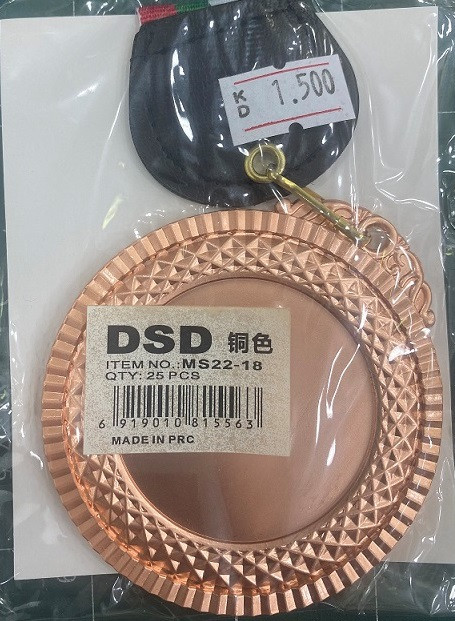 KD 1.500
DSD 铜色
ITEM NO.:MS22-18
QTY: 25 PCS
6 919010 815563
MADE IN PRC